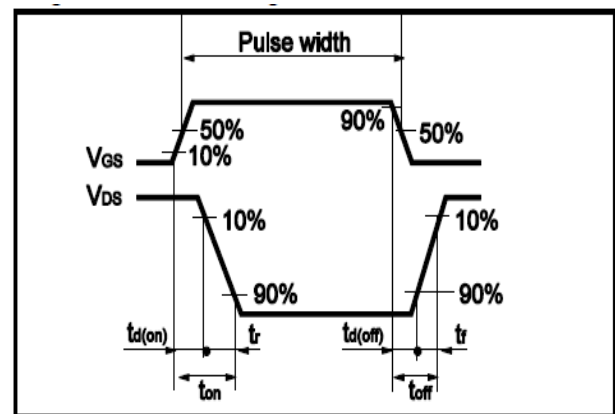 Pulse width
90%
50%
50%
10%
VGS
VDS
10%
10%
90%
90%
td(on)
tr
td(off)
tf
ton
toff